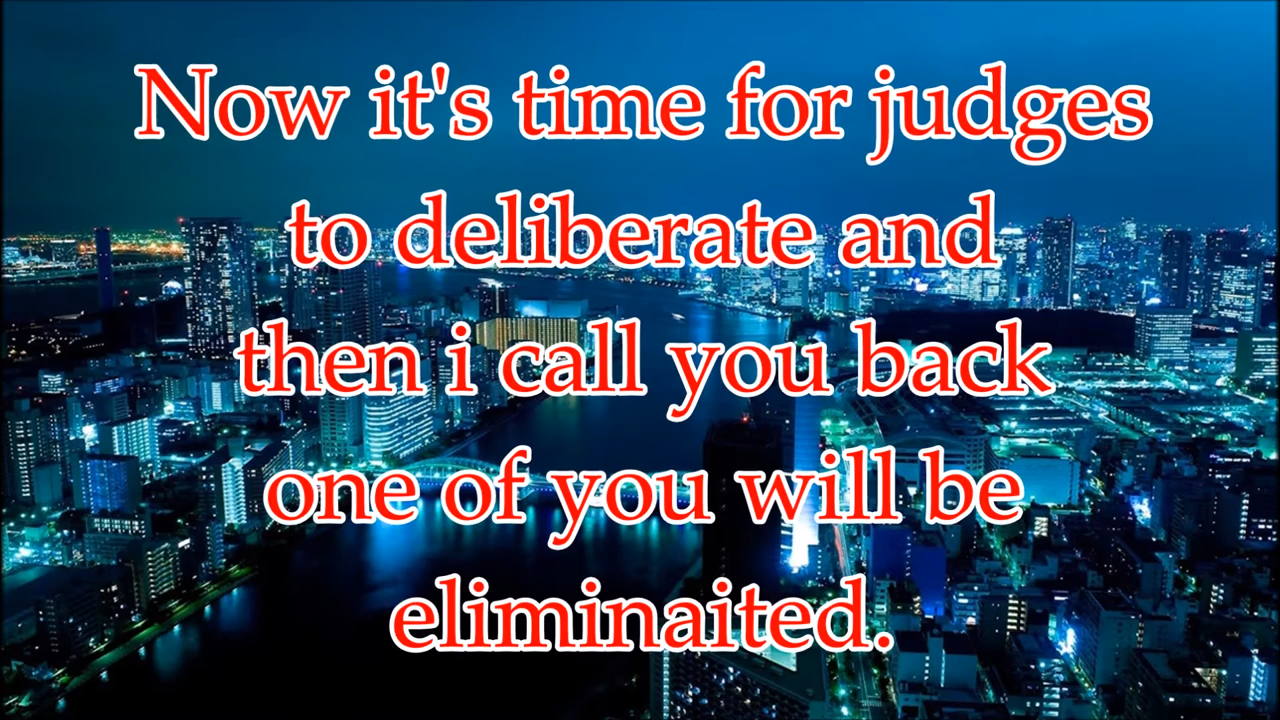 Now it's time for judges
to deliberate and
then i call you back
one of you will be
eliminaited.